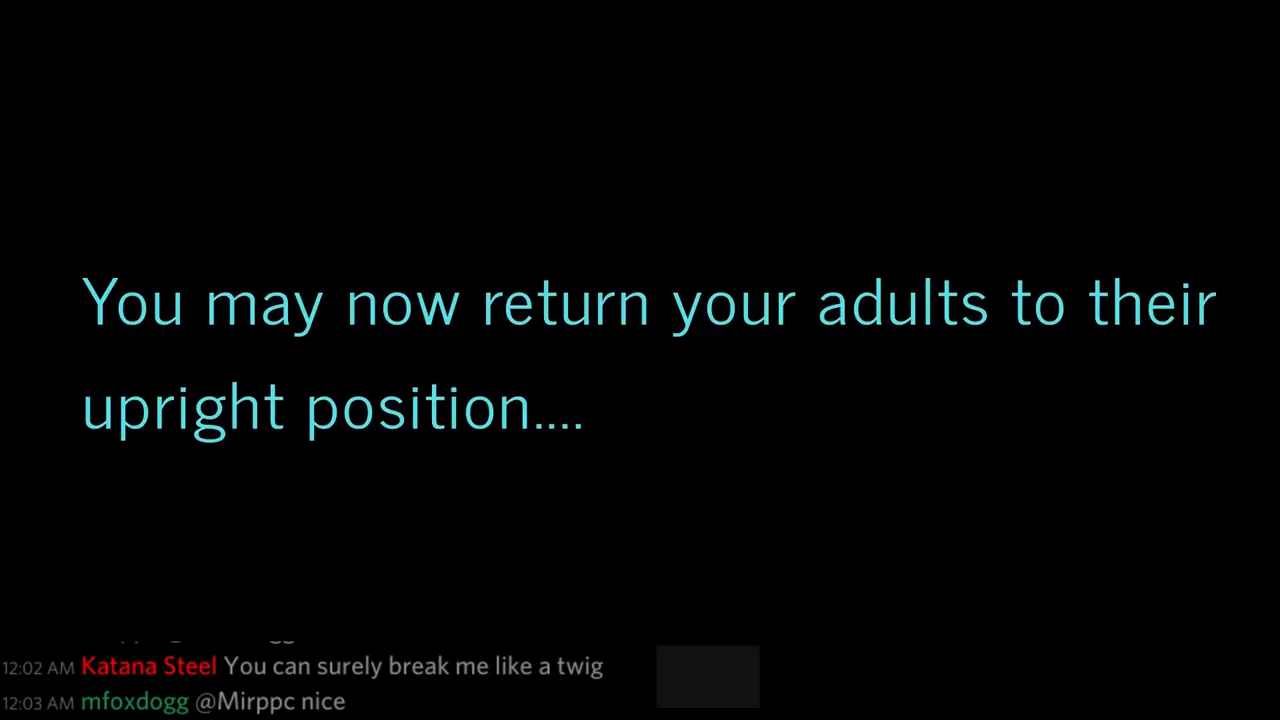 You may now return your adults to their
upright position....
12:02 AM Katana Steel You can surely break me like a twig
12:03 AM mfoxdogg @Mirppc nice